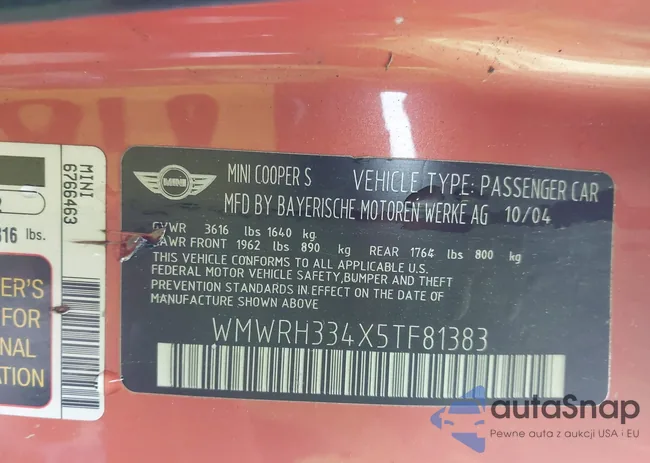 MINI
6766463
816 lbs.
ER'S
FOR
NAL
ATION
MINI
MINI COOPER S VEHICLE TYPE: PASSENGER CAR
MFD BY BAYERISCHE MOTOREN WERKE AG 10/04
GVWR 3616 lbs 1640 kg
GAWR FRONT 1962 lbs 890 kg REAR 1764 lbs 800 kg
THIS VEHICLE CONFORMS TO ALL APPLICABLE U.S.
FEDERAL MOTOR VEHICLE SAFETY,BUMPER AND THEFT
PREVENTION STANDARDS IN EFFECT ON THE DATE OF
MANUFACTURE SHOWN ABOVE.
WMWRH334X5TF81383
autaSnap
Pewne auta z aukcji USA i EU